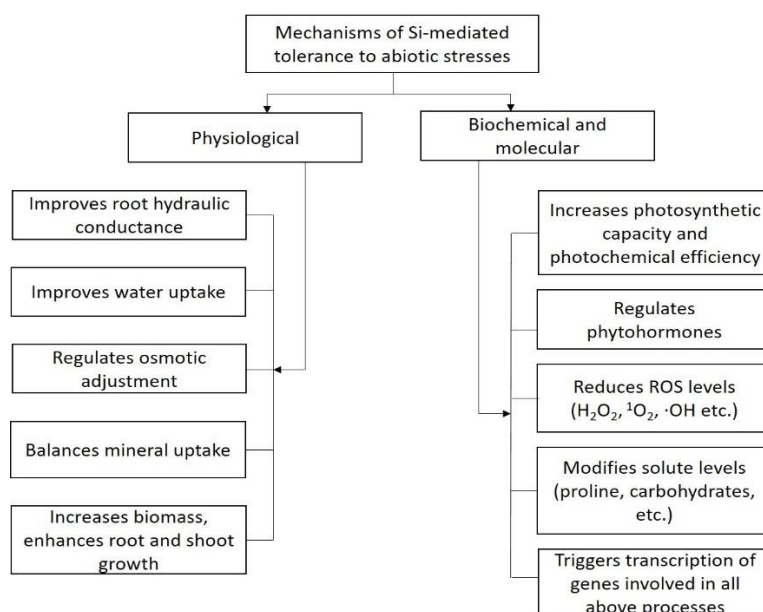 Mechanisms of Si-mediated
tolerance to abiotic stresses
Physiological
Biochemical and
molecular
Improves root hydraulic
conductance
Improves water uptake
Regulates osmotic
adjustment
Balances mineral uptake
Increases biomass,
enhances root and shoot
growth
Increases photosynthetic
capacity and
photochemical efficiency
Regulates
phytohormones
Reduces ROS levels
(H₂O₂, ¹O₂, ·OH etc.)
Modifies solute levels
(proline, carbohydrates,
etc.)
Triggers transcription of
genes involved in all
above processes